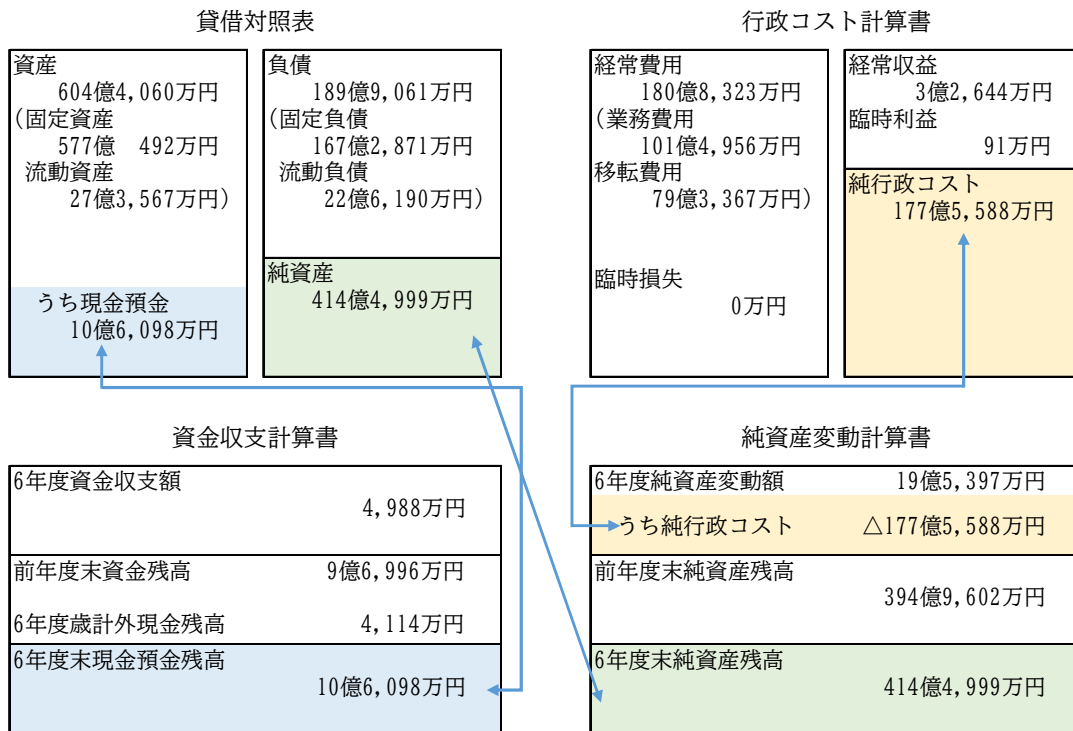 貸借対照表
資産
604億4,060万円
(固定資産
577億　492万円
流動資産
27億3,567万円)
うち現金預金
10億6,098万円
負債
189億9,061万円
(固定負債
167億2,871万円
流動負債
22億6,190万円)
純資産
414億4,999万円
行政コスト計算書
経常費用
180億8,323万円
(業務費用
101億4,956万円
移転費用
79億3,367万円)
臨時損失
0万円
経常収益
3億2,644万円
臨時利益
91万円
純行政コスト
177億5,588万円
資金収支計算書
6年度資金収支額
4,988万円
前年度末資金残高 9億6,996万円
6年度歳計外現金残高 4,114万円
6年度末現金預金残高
10億6,098万円
純資産変動計算書
6年度純資産変動額 19億5,397万円
うち純行政コスト △177億5,588万円
前年度末純資産残高
394億9,602万円
6年度末純資産残高
414億4,999万円